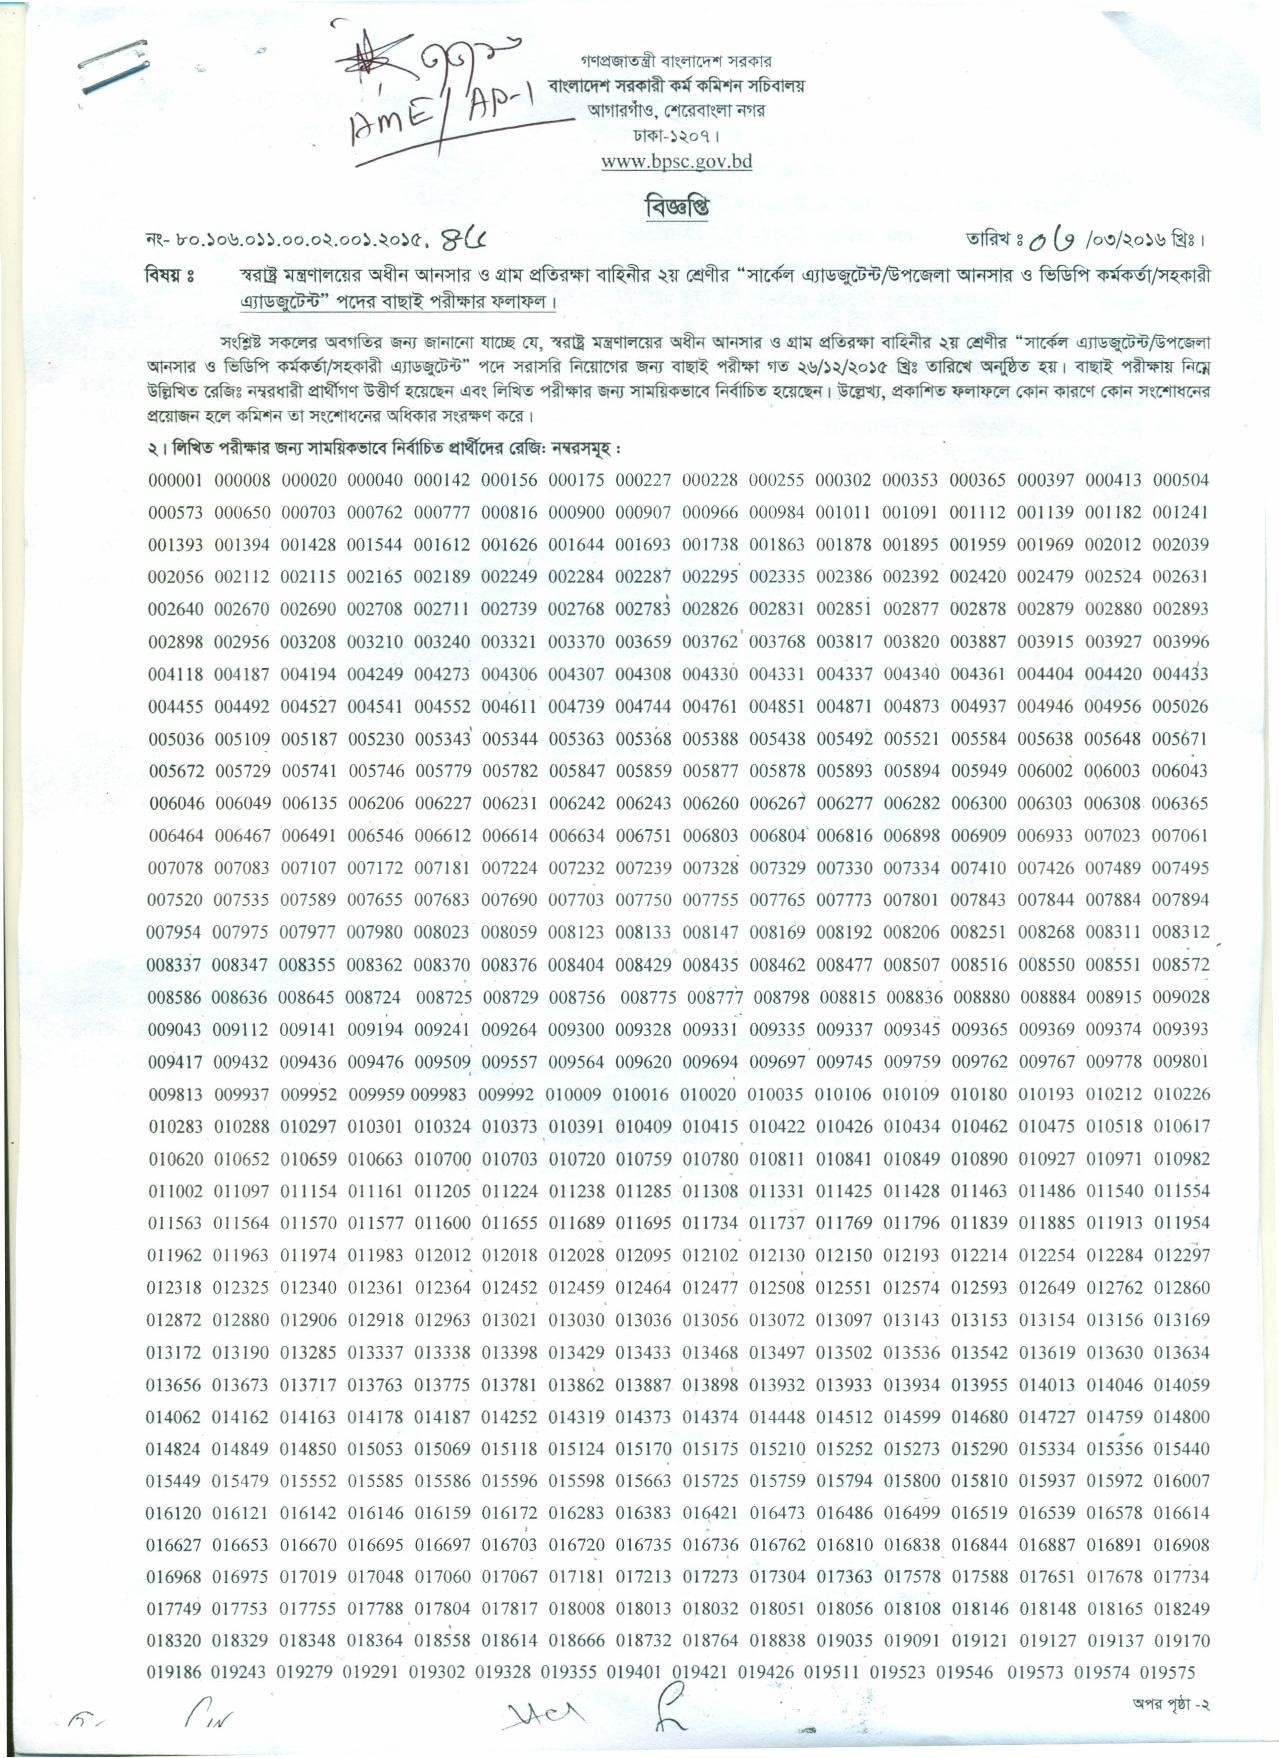 গণপ্রজাতন্ত্রী বাংলাদেশ সরকার
বাংলাদেশ সরকারী কর্ম কমিশন সচিবালয়
আগারগাঁও, শেরেবাংলা নগর
ঢাকা-১২০৭।
AME/AP-1
www.bpsc.gov.bd
বিজ্ঞপ্তি
নং- ৮০.১০৬.০১১.০০.০২.০০১.২০১৫.
তারিখ ঃ /০৩/২০১৬ খ্রিঃ।
বিষয় ঃ স্বরাষ্ট্র মন্ত্রণালয়ের অধীন আনসার ও গ্রাম প্রতিরক্ষা বাহিনীর ২য় শ্রেণীর “সার্কেল এ্যাডজুটেন্ট/উপজেলা আনসার ও ভিডিপি কর্মকর্তা/সহকারী
এ্যাডজুটেন্ট” পদের বাছাই পরীক্ষার ফলাফল।
সংশ্লিষ্ট সকলের অবগতির জন্য জানানো যাচ্ছে যে, স্বরাষ্ট্র মন্ত্রণালয়ের অধীন আনসার ও গ্রাম প্রতিরক্ষা বাহিনীর ২য় শ্রেণীর “সার্কেল এ্যাডজুটেন্ট/উপজেলা
আনসার ও ভিডিপি কর্মকর্তা/সহকারী এ্যাডজুটেন্ট” পদে সরাসরি নিয়োগের জন্য বাছাই পরীক্ষা গত ২৬/১২/২০১৫ খ্রিঃ তারিখে অনুষ্ঠিত হয়। বাছাই পরীক্ষায় নিম্নে
উল্লিখিত রেজিঃ নম্বরধারী প্রার্থীগণ উত্তীর্ণ হয়েছেন এবং লিখিত পরীক্ষার জন্য সাময়িকভাবে নির্বাচিত হয়েছেন। উল্লেখ্য, প্রকাশিত ফলাফলে কোন কারণে কোন সংশোধনের
প্রয়োজন হলে কমিশন তা সংশোধনের অধিকার সংরক্ষণ করে।
২। লিখিত পরীক্ষার জন্য সাময়িকভাবে নির্বাচিত প্রার্থীদের রেজি: নম্বরসমূহ :
000001 000008 000020 000040 000142 000156 000175 000227 000228 000255 000302 000353 000365 000397 000413 000504
000573 000650 000703 000762 000777 000816 000900 000907 000966 000984 001011 001091 001112 001139 001182 001241
001393 001394 001428 001544 001612 001626 001644 001693 001738 001863 001878 001895 001959 001969 002012 002039
002056 002112 002115 002165 002189 002249 002284 002287 002295 002335 002386 002392 002420 002479 002524 002631
002640 002670 002690 002708 002711 002739 002768 002783 002826 002831 002851 002877 002878 002879 002880 002893
002898 002956 003208 003210 003240 003321 003370 003659 003762 003768 003817 003820 003887 003915 003927 003996
004118 004187 004194 004249 004273 004306 004307 004308 004330 004331 004337 004340 004361 004404 004420 004433
004455 004492 004527 004541 004552 004611 004739 004744 004761 004851 004871 004873 004937 004946 004956 005026
005036 005109 005187 005230 005343 005344 005363 005368 005388 005438 005492 005521 005584 005638 005648 005671
005672 005729 005741 005746 005779 005782 005847 005859 005877 005878 005893 005894 005949 006002 006003 006043
006046 006049 006135 006206 006227 006231 006242 006243 006260 006267 006277 006282 006300 006303 006308 006365
006464 006467 006491 006546 006612 006614 006634 006751 006803 006804 006816 006898 006909 006933 007023 007061
007078 007083 007107 007172 007181 007224 007232 007239 007328 007329 007330 007334 007410 007426 007489 007495
007520 007535 007589 007655 007683 007690 007703 007750 007755 007765 007773 007801 007843 007844 007884 007894
007954 007975 007977 007980 008023 008059 008123 008133 008147 008169 008192 008206 008251 008268 008311 008312
008337 008347 008355 008362 008370 008376 008404 008429 008435 008462 008477 008507 008516 008550 008551 008572
008586 008636 008645 008724 008725 008729 008756 008775 008777 008798 008815 008836 008880 008884 008915 009028
009043 009112 009141 009194 009241 009264 009300 009328 009331 009335 009337 009345 009365 009369 009374 009393
009417 009432 009436 009476 009509 009557 009564 009620 009694 009697 009745 009759 009762 009767 009778 009801
009813 009937 009952 009959 009983 009992 010009 010016 010020 010035 010106 010109 010180 010193 010212 010226
010283 010288 010297 010301 010324 010373 010391 010409 010415 010422 010426 010434 010462 010475 010518 010617
010620 010652 010659 010663 010700 010703 010720 010759 010780 010811 010841 010849 010890 010927 010971 010982
011002 011097 011154 011161 011205 011224 011238 011285 011308 011331 011425 011428 011463 011486 011540 011554
011563 011564 011570 011577 011600 011655 011689 011695 011734 011737 011769 011796 011839 011885 011913 011954
011962 011963 011974 011983 012012 012018 012028 012095 012102 012130 012150 012193 012214 012254 012284 012297
012318 012325 012340 012361 012364 012452 012459 012464 012477 012508 012551 012574 012593 012649 012762 012860
012872 012880 012906 012918 012963 013021 013030 013036 013056 013072 013097 013143 013153 013154 013156 013169
013172 013190 013285 013337 013338 013398 013429 013433 013468 013497 013502 013536 013542 013619 013630 013634
013656 013673 013717 013763 013775 013781 013862 013887 013898 013932 013933 013934 013955 014013 014046 014059
014062 014162 014163 014178 014187 014252 014319 014373 014374 014448 014512 014599 014680 014727 014759 014800
014824 014849 014850 015053 015069 015118 015124 015170 015175 015210 015252 015273 015290 015334 015356 015440
015449 015479 015552 015585 015586 015596 015598 015663 015725 015759 015794 015800 015810 015937 015972 016007
016120 016121 016142 016146 016159 016172 016283 016383 016421 016473 016486 016499 016519 016539 016578 016614
016627 016653 016670 016695 016697 016703 016720 016735 016736 016762 016810 016838 016844 016887 016891 016908
016968 016975 017019 017048 017060 017067 017181 017213 017273 017304 017363 017578 017588 017651 017678 017734
017749 017753 017755 017788 017804 017817 018008 018013 018032 018051 018056 018108 018146 018148 018165 018249
018320 018329 018348 018364 018558 018614 018666 018732 018764 018838 019035 019091 019121 019127 019137 019170
019186 019243 019279 019291 019302 019328 019355 019401 019421 019426 019511 019523 019546 019573 019574 019575
অপর পৃষ্ঠা -২